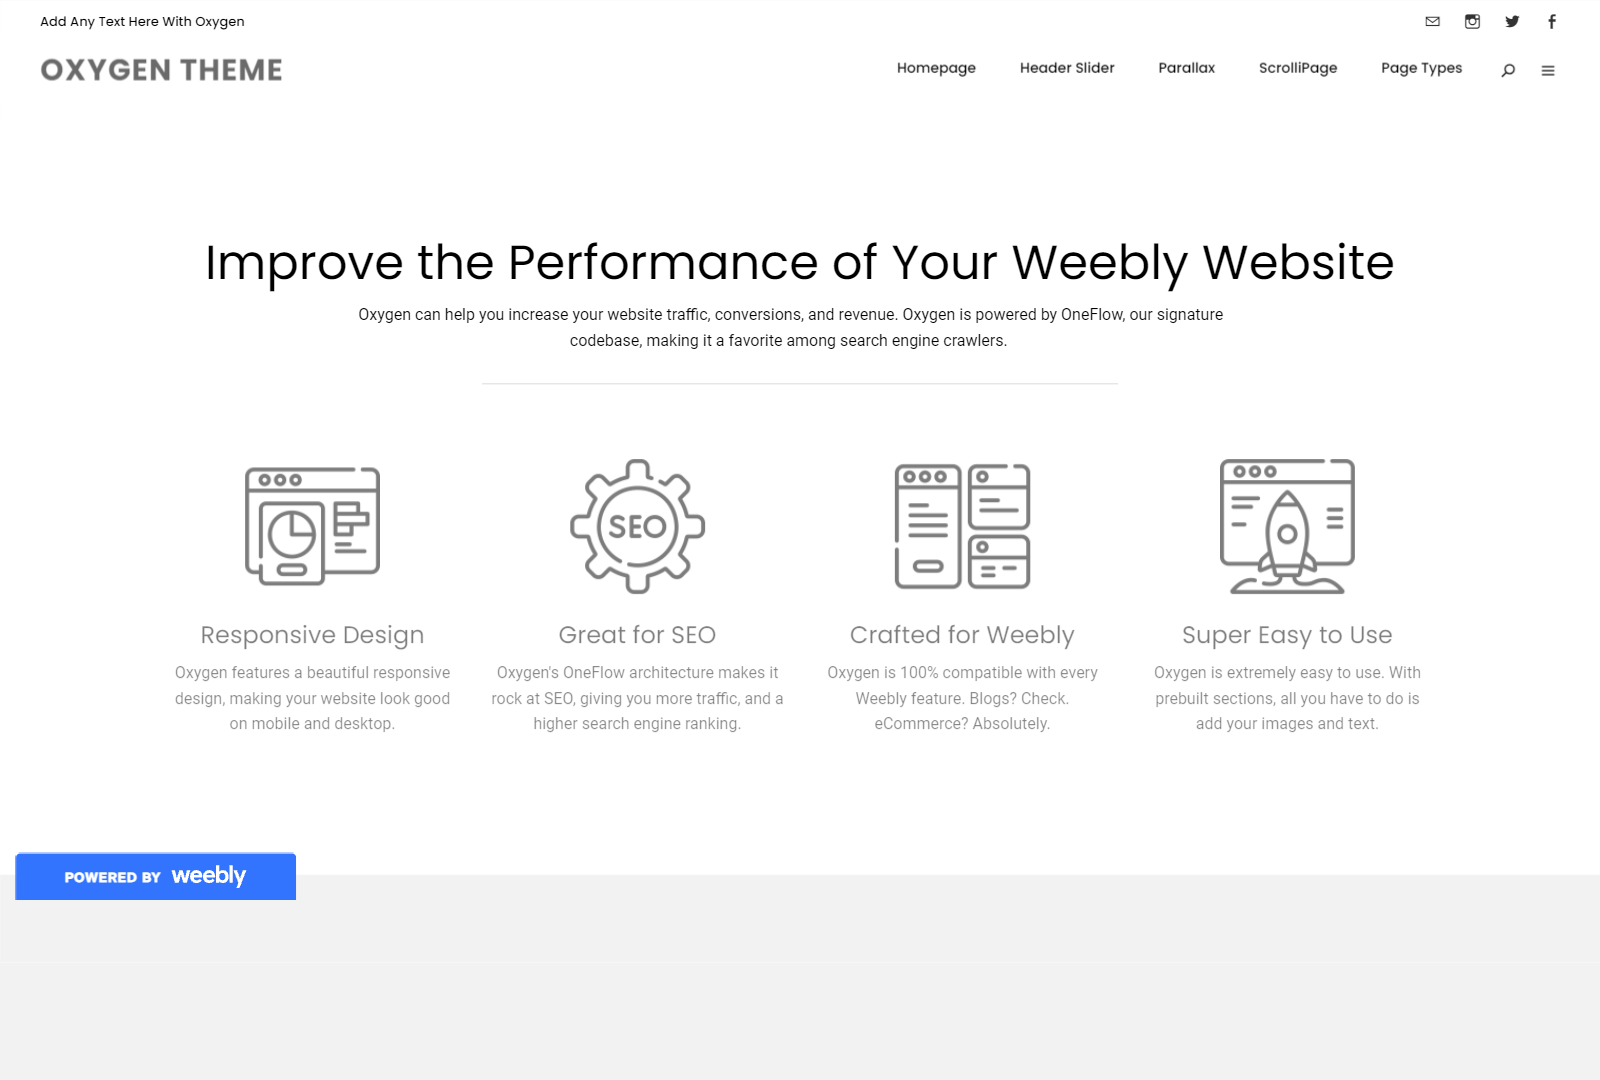 Add Any Text Here With Oxygen
OXYGEN THEME
Homepage
Header Slider
Parallax
ScrolliPage
Page Types
Improve the Performance of Your Weebly Website
Oxygen can help you increase your website traffic, conversions, and revenue. Oxygen is powered by OneFlow, our signature
codebase, making it a favorite among search engine crawlers.
SEO
Responsive Design
Oxygen features a beautiful responsive
design, making your website look good
on mobile and desktop.
Great for SEO
Oxygen's OneFlow architecture makes it
rock at SEO, giving you more traffic, and a
higher search engine ranking.
Crafted for Weebly
Oxygen is 100% compatible with every
Weebly feature. Blogs? Check.
eCommerce? Absolutely.
Super Easy to Use
Oxygen is extremely easy to use. With
prebuilt sections, all you have to do is
add your images and text.
POWERED BY weebly